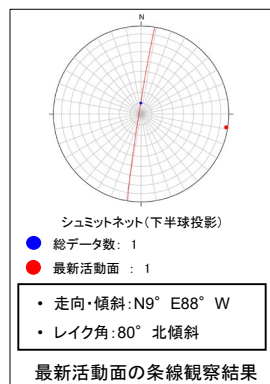 N
シュミットネット(下半球投影)
総データ数: 1
最新活動面 : 1
・ 走向・傾斜:N9° E88° W
・ レイク角:80° 北傾斜
最新活動面の条線観察結果